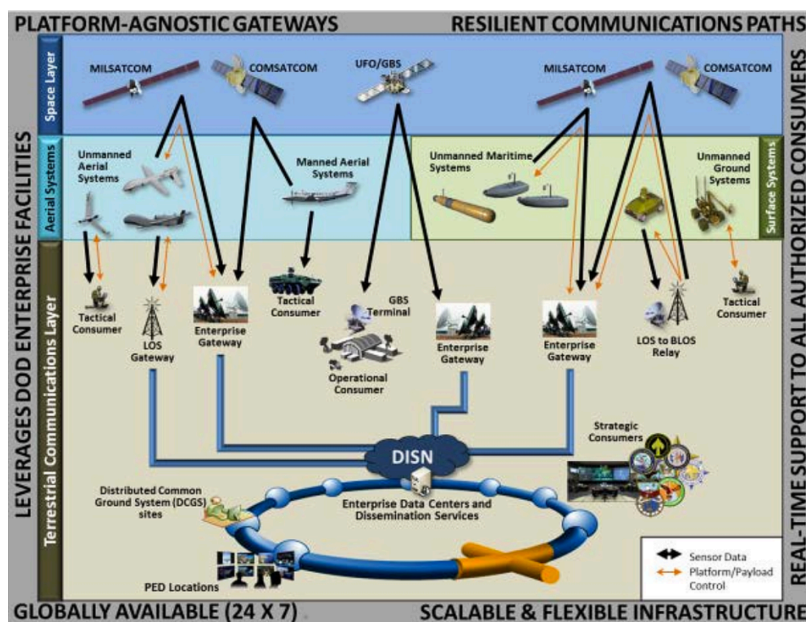 PLATFORM-AGNOSTIC GATEWAYS
RESILIENT COMMUNICATIONS PATHS
LEVERAGES DOD ENTERPRISE FACILITIES
REAL-TIME SUPPORT TO ALL AUTHORIZED CONSUMERS
Space Layer
MILSATCOM
COMSATCOM
UFO/GBS
MILSATCOM
COMSATCOM
Aerial Systems
Unmanned
Aerial
Systems
Manned Aerial
Systems
Unmanned Maritime
Systems
Unmanned
Ground
Systems
Surface Systems
Terrestrial Communications Layer
Tactical
Consumer
LOS
Gateway
Enterprise
Gateway
Tactical
Consumer
GBS
Terminal
Operational
Consumer
Enterprise
Gateway
Enterprise
Gateway
LOS to BLOS
Relay
Tactical
Consumer
DISN
Strategic
Consumers
Distributed Common
Ground System (DCGS)
sites
Enterprise Data Centers and
Dissemination Services
PED Locations
Sensor Data
Platform/Payload
Control
GLOBALLY AVAILABLE (24 X 7)
SCALABLE & FLEXIBLE INFRASTRUCTURE